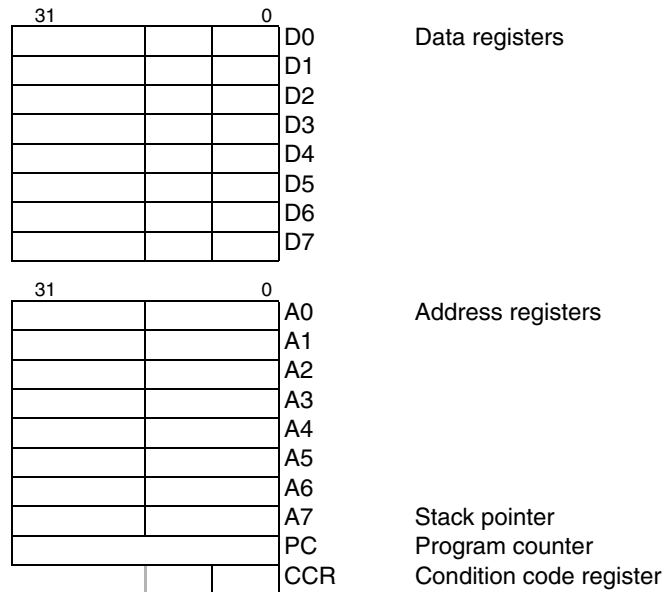 31 0
D0 Data registers
D1
D2
D3
D4
D5
D6
D7
31 0
A0 Address registers
A1
A2
A3
A4
A5
A6
A7 Stack pointer
PC Program counter
CCR Condition code register